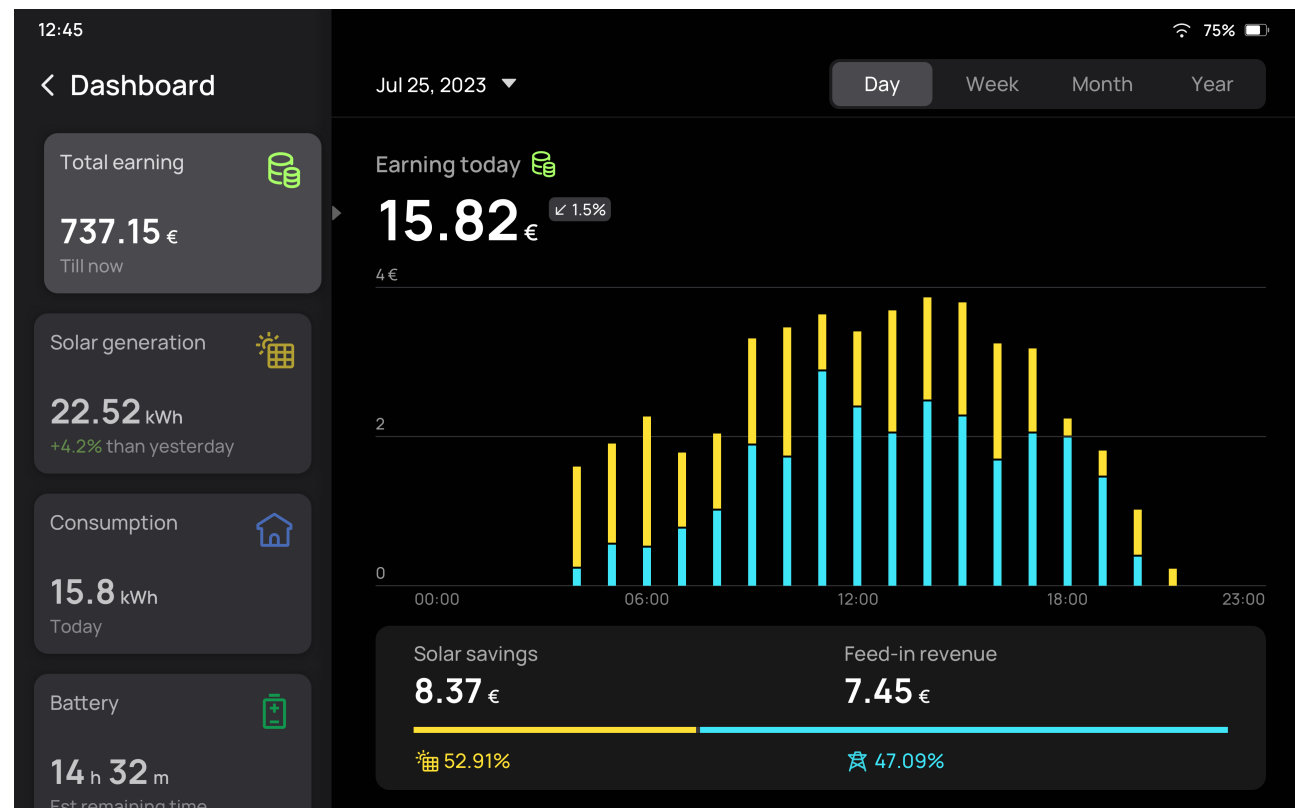 12:45
75%
Dashboard
Total earning
737.15 €
Till now
Solar generation
22.52 kWh
+4.2% than yesterday
Consumption
15.8 kWh
Today
Battery
14 h 32 m
Est remaining time
Jul 25, 2023
Day Week Month Year
Earning today
15.82 € 1.5%
4 €
2
0
00:00 06:00 12:00 18:00 23:00
Solar savings
8.37 €
52.91%
Feed-in revenue
7.45 €
47.09%